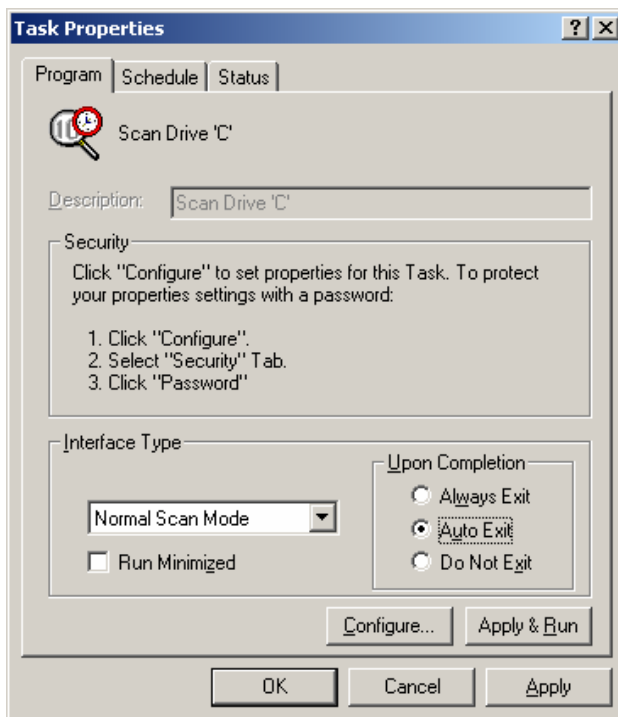 Task Properties
Program Schedule Status
Scan Drive 'C'
Description: Scan Drive 'C'
Security
Click "Configure" to set properties for this Task. To protect
your properties settings with a password:
1. Click "Configure".
2. Select "Security" Tab.
3. Click "Password"
Interface Type
Normal Scan Mode
Run Minimized
Upon Completion
Always Exit
Auto Exit
Do Not Exit
Configure... Apply & Run
OK Cancel Apply